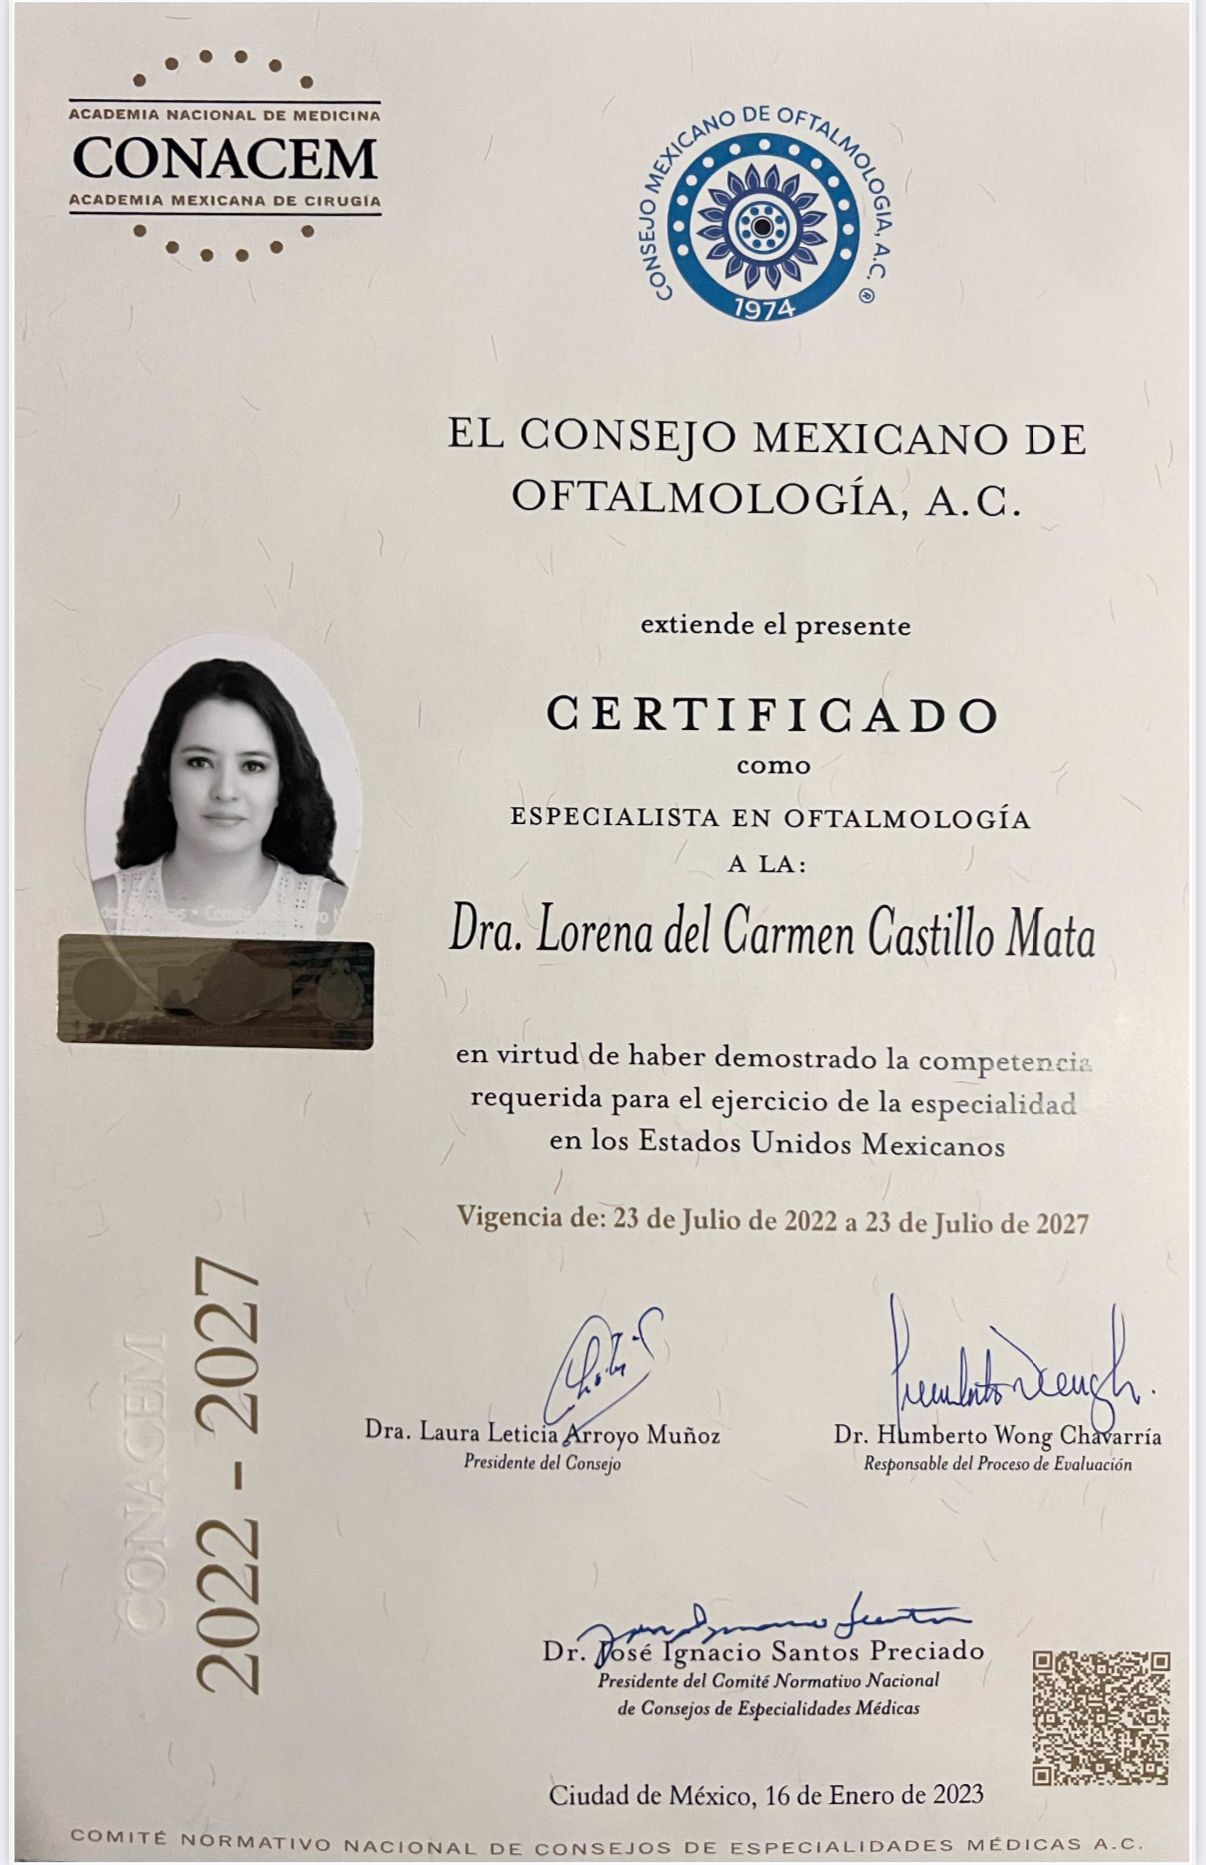 ACADEMIA NACIONAL DE MEDICINA
CONACEM
ACADEMIA MEXICANA DE CIRUGÍA
CONSEJO MEXICANO DE OFTALMOLOGIA, A.C. ®
1974
EL CONSEJO MEXICANO DE
OFTALMOLOGÍA, A.C.
extiende el presente
CERTIFICADO
como
ESPECIALISTA EN OFTALMOLOGÍA
A LA:
Dra. Lorena del Carmen Castillo Mata
en virtud de haber demostrado la competencia
requerida para el ejercicio de la especialidad
en los Estados Unidos Mexicanos
Vigencia de: 23 de Julio de 2022 a 23 de Julio de 2027
CONACEM
2022 - 2027
Dra. Laura Leticia Arroyo Muñoz
Presidente del Consejo
Dr. Humberto Wong Chavarría
Responsable del Proceso de Evaluación
Dr. José Ignacio Santos Preciado
Presidente del Comité Normativo Nacional
de Consejos de Especialidades Médicas
Ciudad de México, 16 de Enero de 2023
COMITÉ NORMATIVO NACIONAL DE CONSEJOS DE ESPECIALIDADES MÉDICAS A.C.